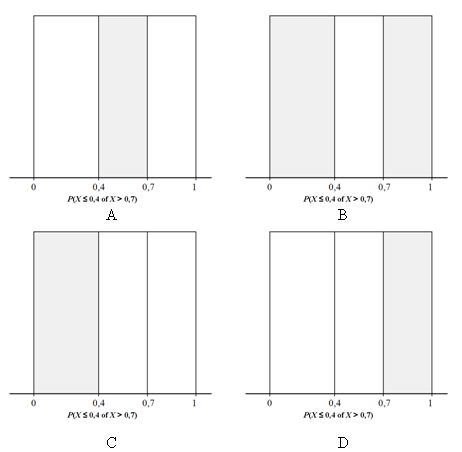 0 0,4 0,7 1 0 0,4 0,7 1
P(X ≤ 0,4 of X > 0,7) P(X ≤ 0,4 of X > 0,7)
A B
0 0,4 0,7 1 0 0,4 0,7 1
P(X ≤ 0,4 of X > 0,7) P(X ≤ 0,4 of X > 0,7)
C D